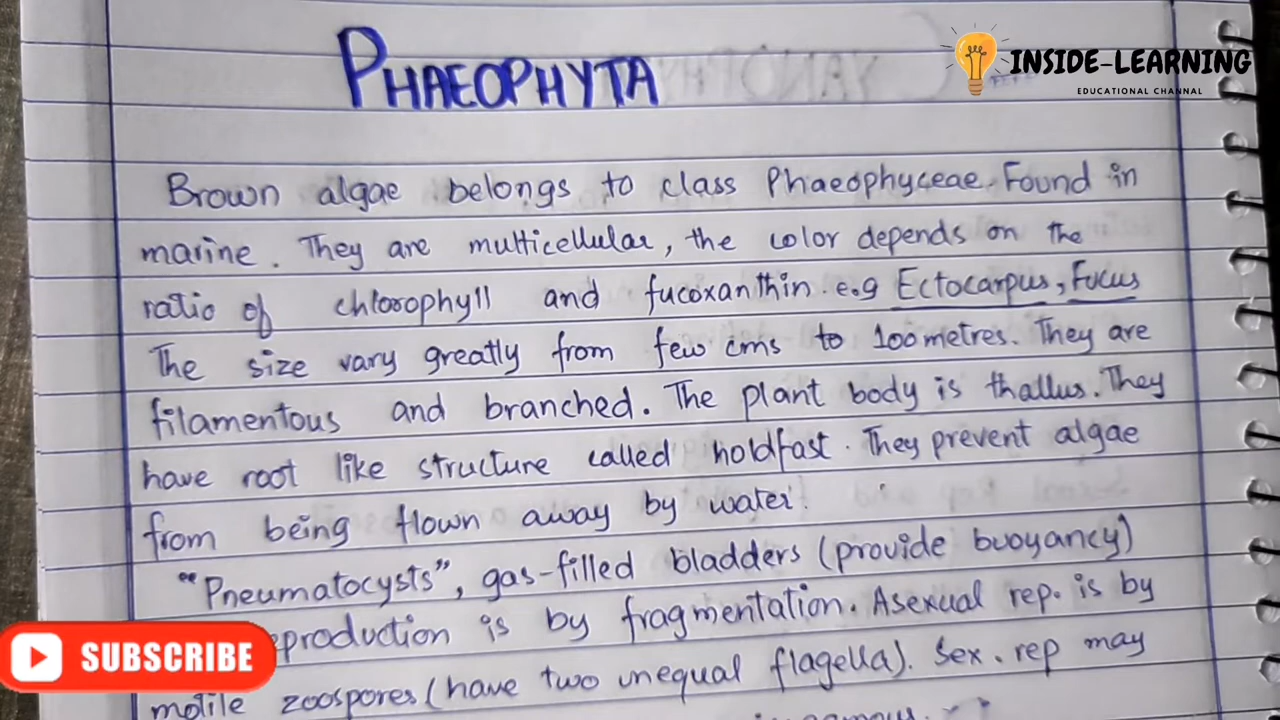 PHAEOPHYTA
INSIDE-LEARNING
EDUCATIONAL CHANNEL
Brown algae belongs to class Phaeophyceae. Found in
marine. They are multicellular, the color depends on the
ratio of chlorophyll and fucoxanthin e.g Ectocarpus, Focus
The size vary greatly from few cms to 100 metres. They are
filamentous and branched. The plant body is thallus. They
have root like structure called holdfast. They prevent algae
from being flown away by water.
"Pneumatocysts", gas-filled bladders (provide buoyancy)
eproduction is by fragmentation. Asexual rep. is by
SUBSCRIBE
motile zoospores (have two unequal flagella). Sex. rep may